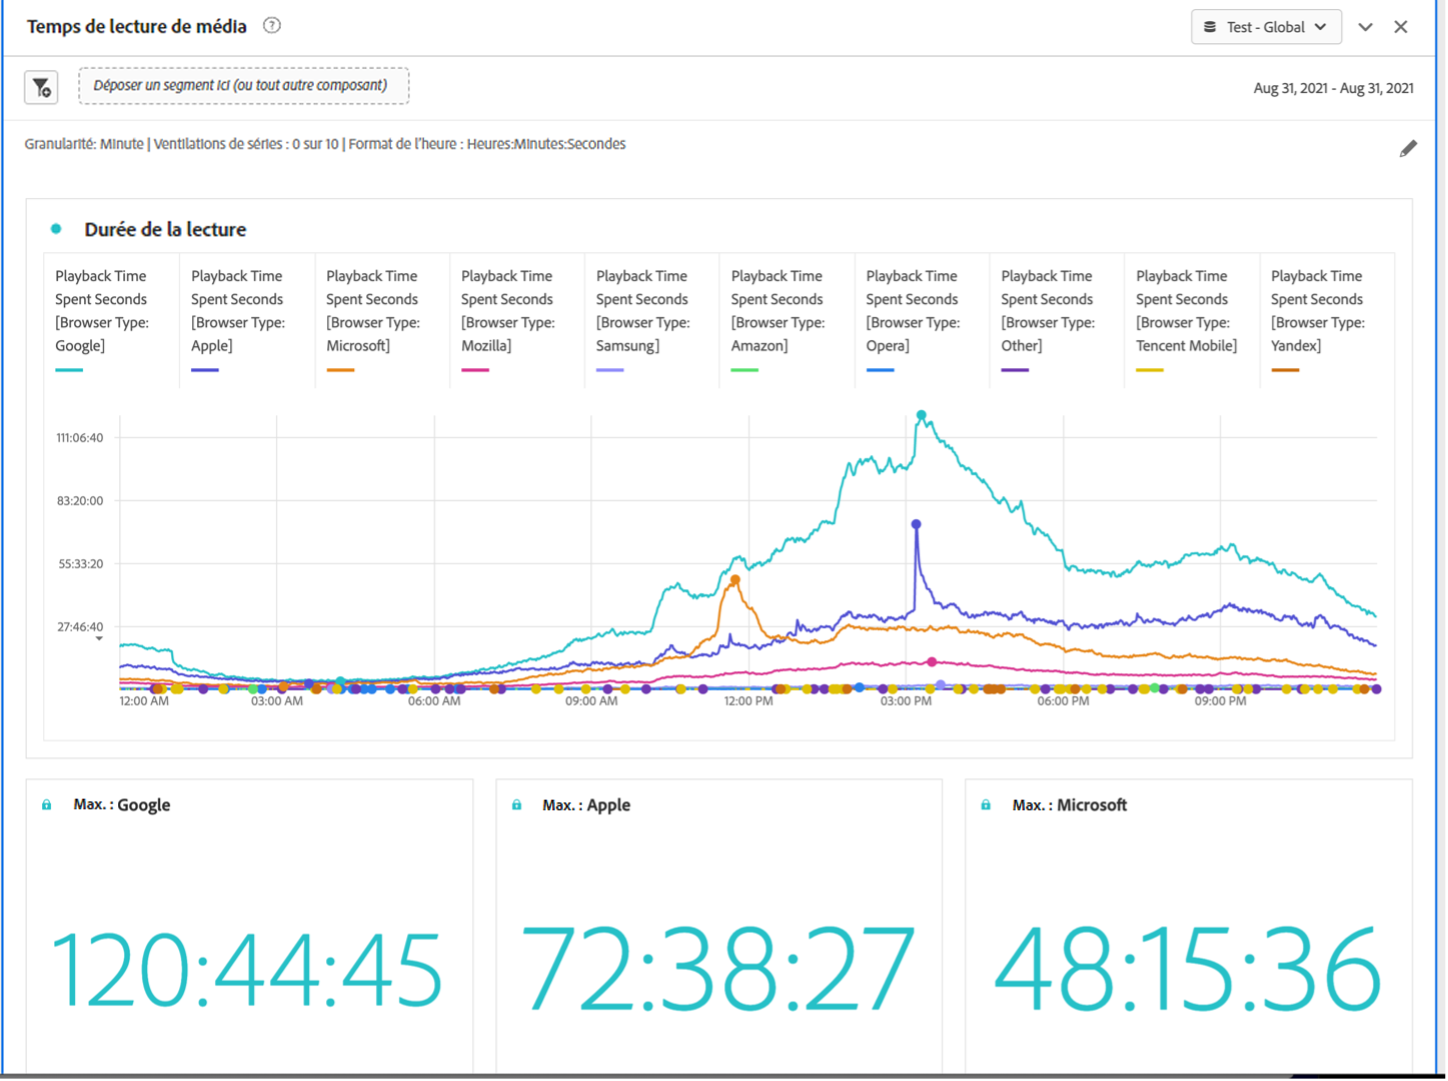 Temps de lecture de média
Test - Global
Déposer un segment ici (ou tout autre composant)
Aug 31, 2021 - Aug 31, 2021
Granularité: Minute | Ventilations de séries : 0 sur 10 | Format de l'heure : Heures:Minutes:Secondes
Durée de la lecture
Playback Time Spent Seconds [Browser Type: Google]
Playback Time Spent Seconds [Browser Type: Apple]
Playback Time Spent Seconds [Browser Type: Microsoft]
Playback Time Spent Seconds [Browser Type: Mozilla]
Playback Time Spent Seconds [Browser Type: Samsung]
Playback Time Spent Seconds [Browser Type: Amazon]
Playback Time Spent Seconds [Browser Type: Opera]
Playback Time Spent Seconds [Browser Type: Other]
Playback Time Spent Seconds [Browser Type: Tencent Mobile]
Playback Time Spent Seconds [Browser Type: Yandex]
111:06:40
83:20:00
55:33:20
27:46:40
12:00 AM 03:00 AM 06:00 AM 09:00 AM 12:00 PM 03:00 PM 06:00 PM 09:00 PM
Max. : Google
120:44:45
Max. : Apple
72:38:27
Max. : Microsoft
48:15:36